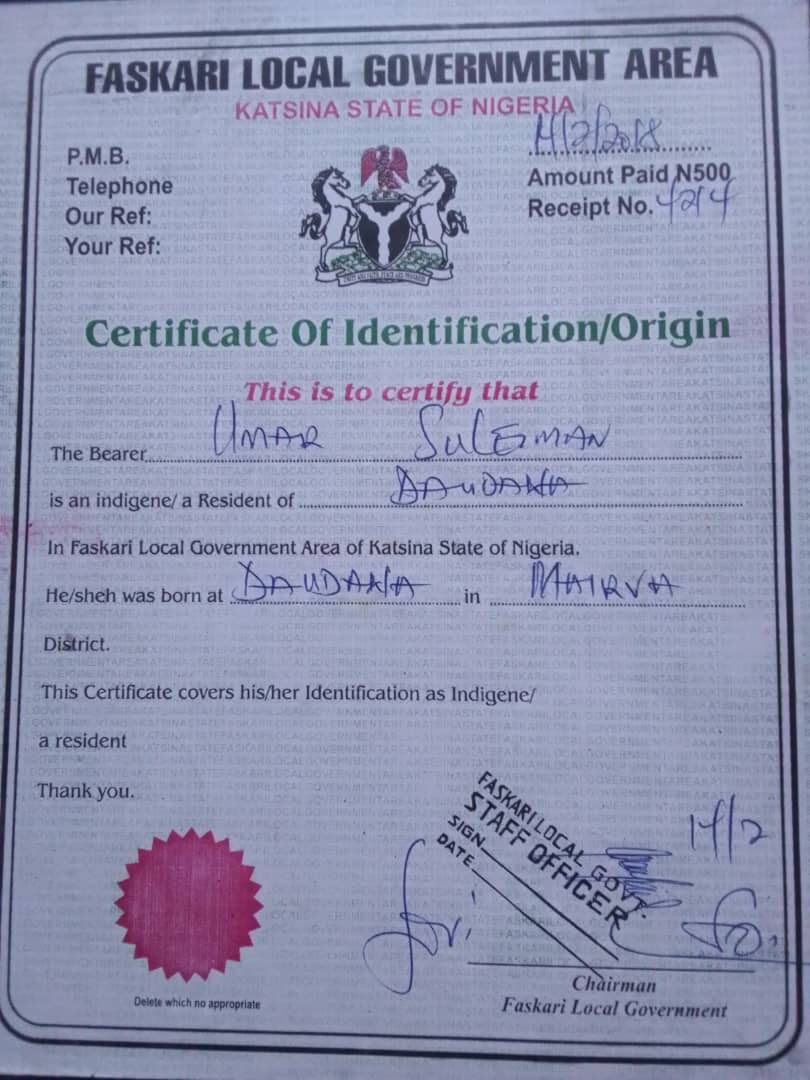 FASKARI LOCAL GOVERNMENT AREA
KATSINA STATE OF NIGERIA
P.M.B.
Telephone
Our Ref:
Your Ref:
14/2/2018
Amount Paid N500
Receipt No. 4214
Certificate Of Identification/Origin
This is to certify that
The Bearer UMAR SULEIMAN
is an indigene/ a Resident of DAUDAWA
In Faskari Local Government Area of Katsina State of Nigeria.
He/sheh was born at DAUDAWA in MAIRUA
District.
This Certificate covers his/her Identification as Indigene/
a resident
Thank you.
FASKARI LOCAL GOVT.
STAFF OFFICER
SIGN
DATE
14/2
Chairman
Faskari Local Government
Delete which no appropriate